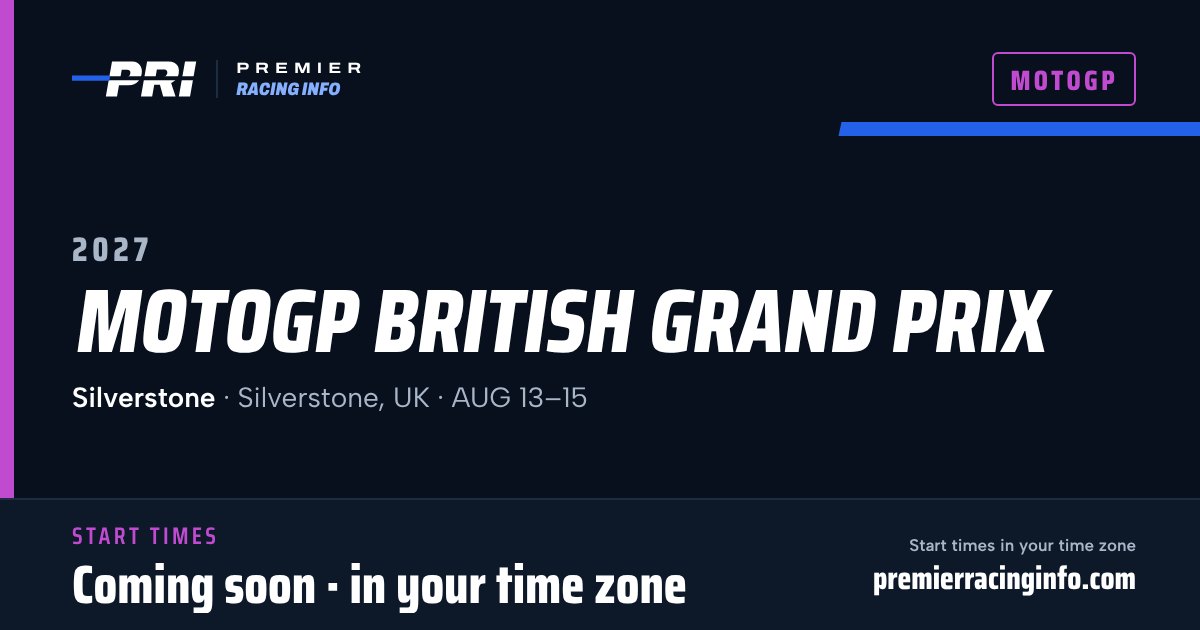 PRI
PREMIER
RACING INFO
MOTOGP
2027
MOTOGP BRITISH GRAND PRIX
Silverstone · Silverstone, UK · AUG 13–15
START TIMES
Coming soon · in your time zone
Start times in your time zone
premierracinginfo.com